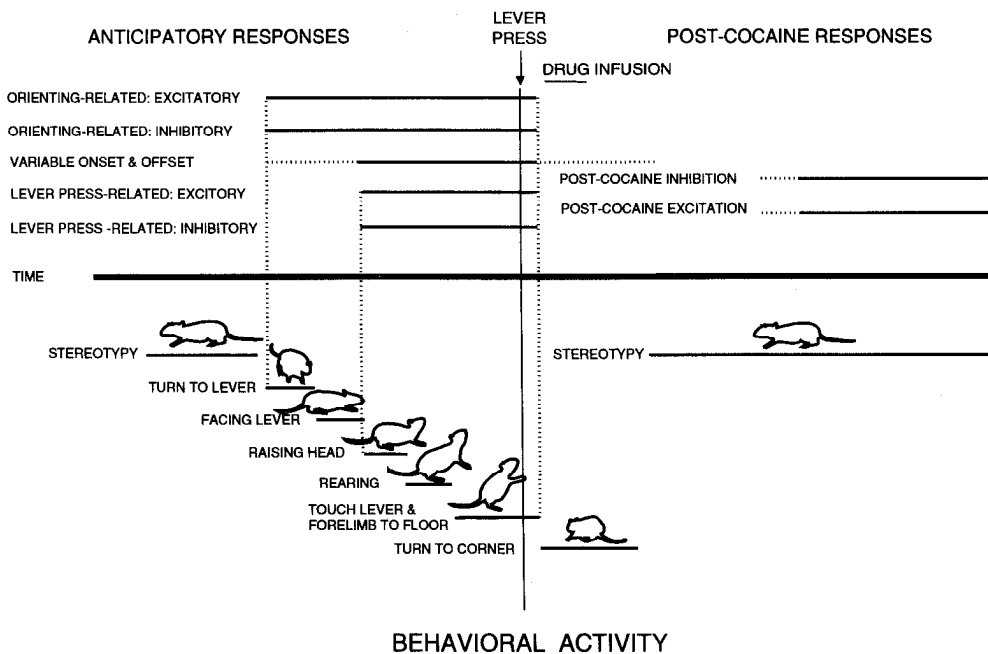 ANTICIPATORY RESPONSES
LEVER
PRESS
POST-COCAINE RESPONSES
DRUG INFUSION
ORIENTING-RELATED: EXCITATORY
ORIENTING-RELATED: INHIBITORY
VARIABLE ONSET & OFFSET
LEVER PRESS-RELATED: EXCITORY
LEVER PRESS -RELATED: INHIBITORY
POST-COCAINE INHIBITION
POST-COCAINE EXCITATION
TIME
STEREOTYPY
STEREOTYPY
TURN TO LEVER
FACING LEVER
RAISING HEAD
REARING
TOUCH LEVER &
FORELIMB TO FLOOR
TURN TO CORNER
BEHAVIORAL ACTIVITY